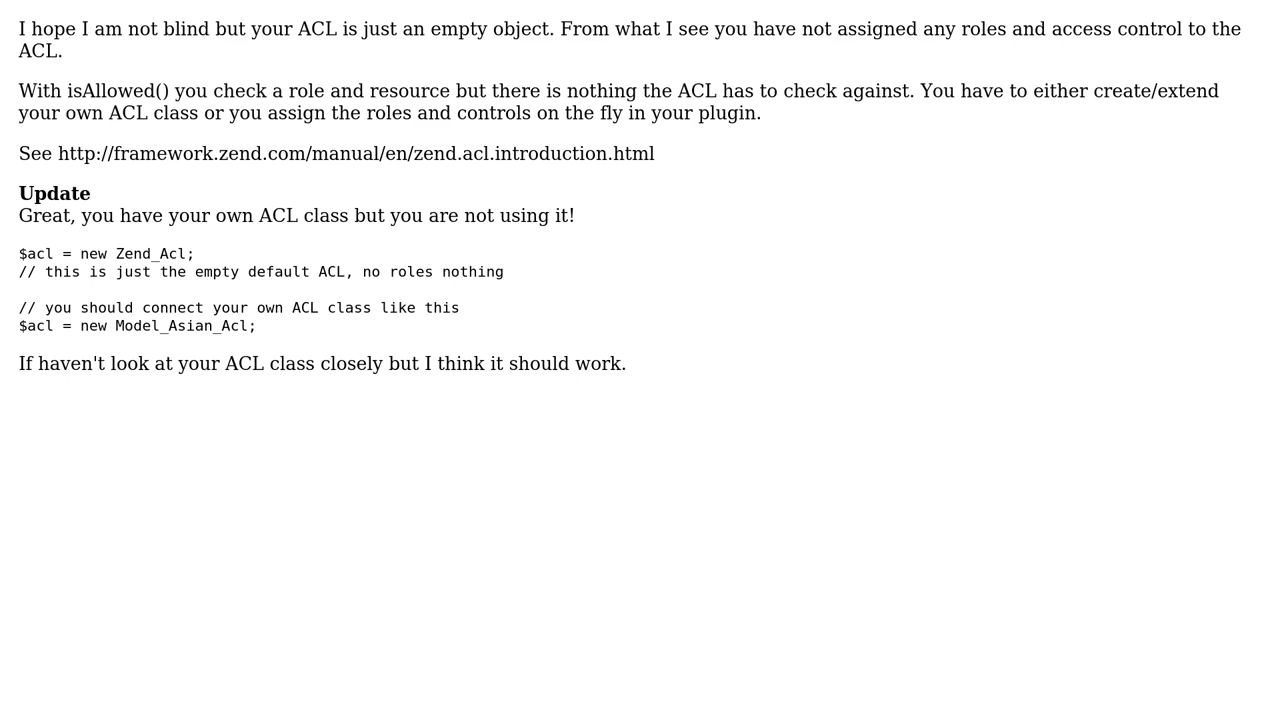 I hope I am not blind but your ACL is just an empty object. From what I see you have not assigned any roles and access control to the
ACL.
With isAllowed() you check a role and resource but there is nothing the ACL has to check against. You have to either create/extend
your own ACL class or you assign the roles and controls on the fly in your plugin.
See http://framework.zend.com/manual/en/zend.acl.introduction.html
Update
Great, you have your own ACL class but you are not using it!
$acl = new Zend_Acl;
// this is just the empty default ACL, no roles nothing
// you should connect your own ACL class like this
$acl = new Model_Asian_Acl;
If haven't look at your ACL class closely but I think it should work.